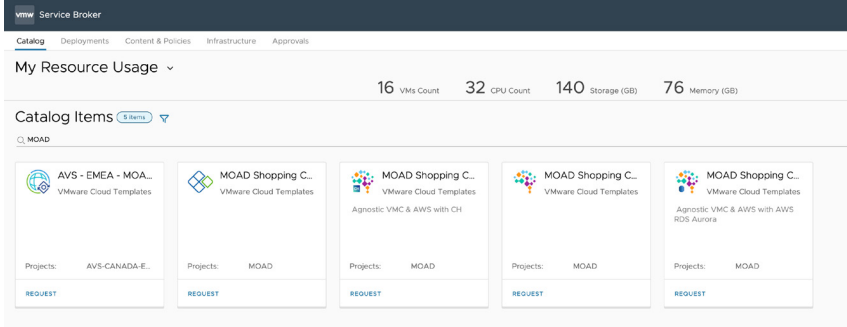 vmw Service Broker
Catalog Deployments Content & Policies Infrastructure Approvals
My Resource Usage
16 VMs Count 32 CPU Count 140 Storage (GB) 76 Memory (GB)
Catalog Items 5 items
MOAD
AVS - EMEA - MOA...
VMware Cloud Templates
Projects: AVS-CANADA-E...
REQUEST
MOAD Shopping C...
VMware Cloud Templates
Projects: MOAD
REQUEST
MOAD Shopping C...
VMware Cloud Templates
Agnostic VMC & AWS with CH
Projects: MOAD
REQUEST
MOAD Shopping C...
VMware Cloud Templates
Projects: MOAD
REQUEST
MOAD Shopping C...
VMware Cloud Templates
Agnostic VMC & AWS with AWS
RDS Aurora
Projects: MOAD
REQUEST